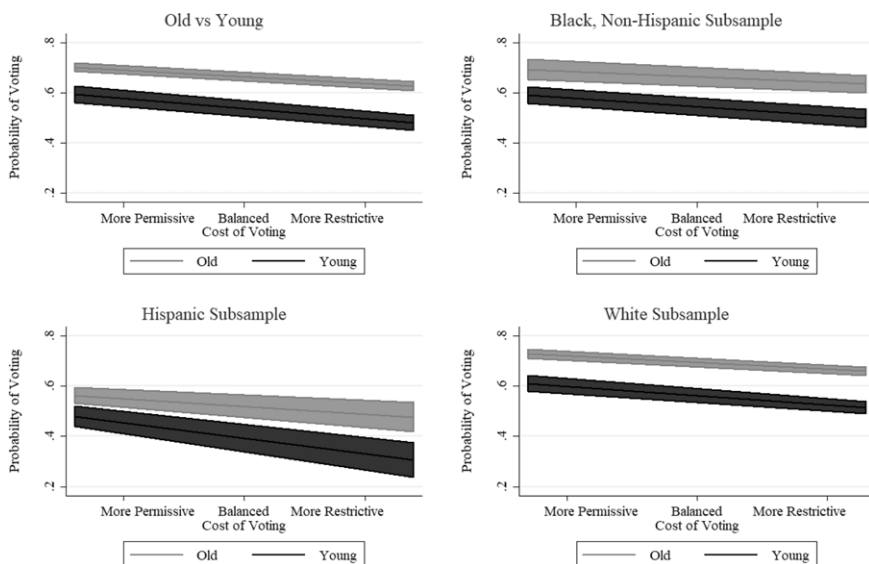 Old vs Young
Probability of Voting
.8
.6
.4
.2
More Permissive Balanced More Restrictive
Cost of Voting
Old Young
Black, Non-Hispanic Subsample
Probability of Voting
.8
.6
.4
.2
More Permissive Balanced More Restrictive
Cost of Voting
Old Young
Hispanic Subsample
Probability of Voting
.8
.6
.4
.2
More Permissive Balanced More Restrictive
Cost of Voting
Old Young
White Subsample
Probability of Voting
.8
.6
.4
.2
More Permissive Balanced More Restrictive
Cost of Voting
Old Young